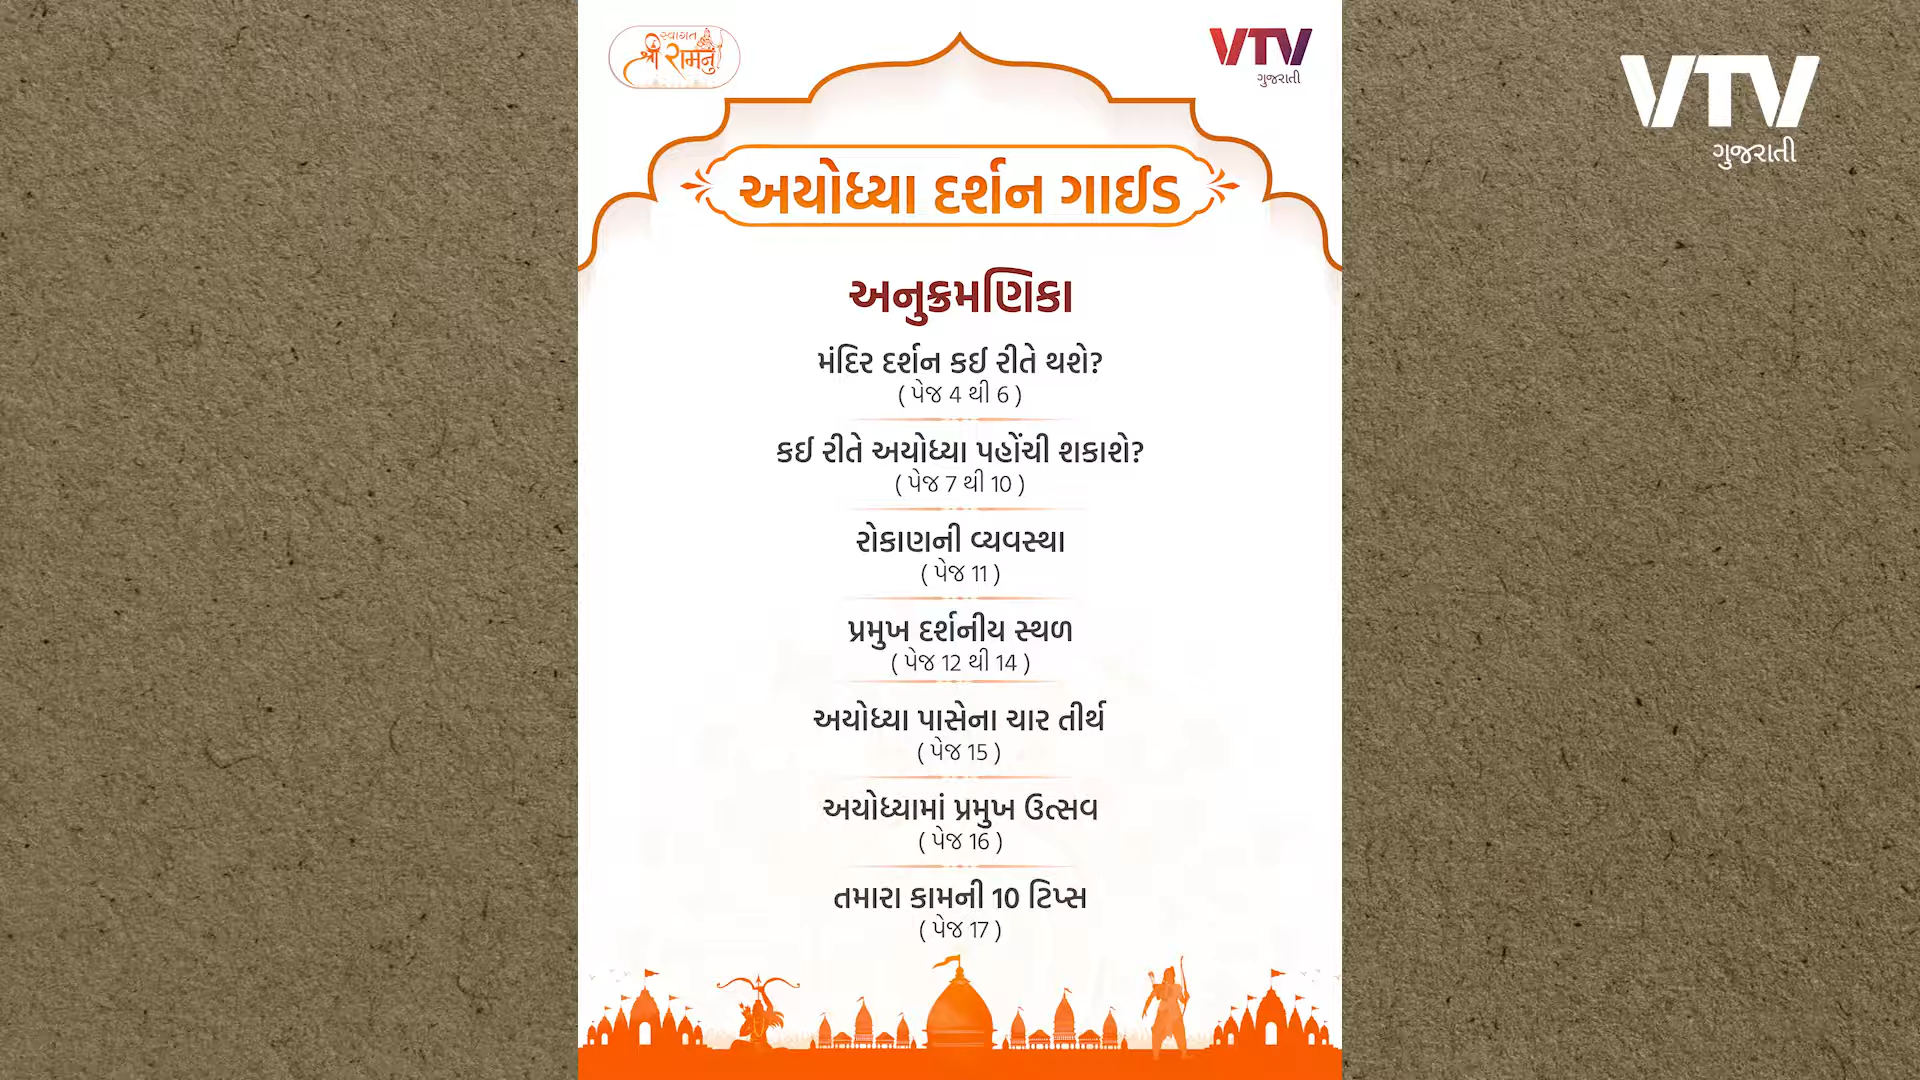 સ્વાગત
શ્રી રામનું
VTV
ગુજરાતી
VTV
ગુજરાતી
અયોધ્યા દર્શન ગાઈડ
અનુક્રમણિકા
મંદિર દર્શન કઈ રીતે થશે?
( પેજ 4 થી 6 )
કઈ રીતે અયોધ્યા પહોંચી શકાશે?
( પેજ 7 થી 10 )
રોકાણની વ્યવસ્થા
( પેજ 11 )
પ્રમુખ દર્શનીય સ્થળ
( પેજ 12 થી 14 )
અયોધ્યા પાસેના ચાર તીર્થ
( પેજ 15 )
અયોધ્યામાં પ્રમુખ ઉત્સવ
( પેજ 16 )
તમારા કામની 10 ટિપ્સ
( પેજ 17 )